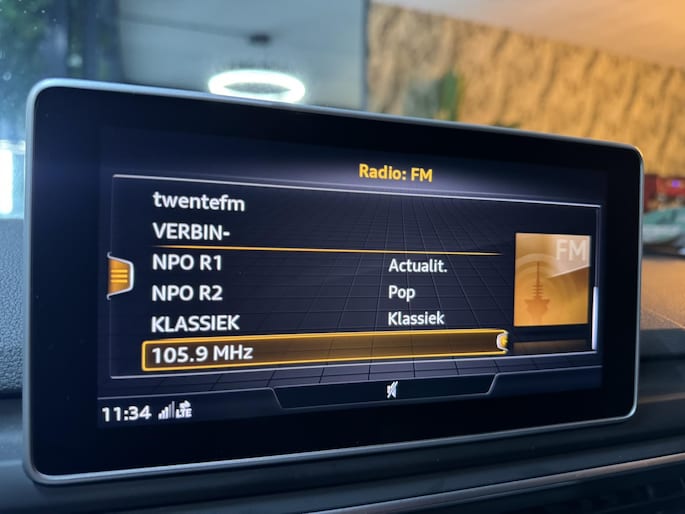 Radio: FM
twentefm
VERBIN-
NPO R1 Actualit.
NPO R2 Pop
KLASSIEK Klassiek
105.9 MHz
FM
11:34 LTE